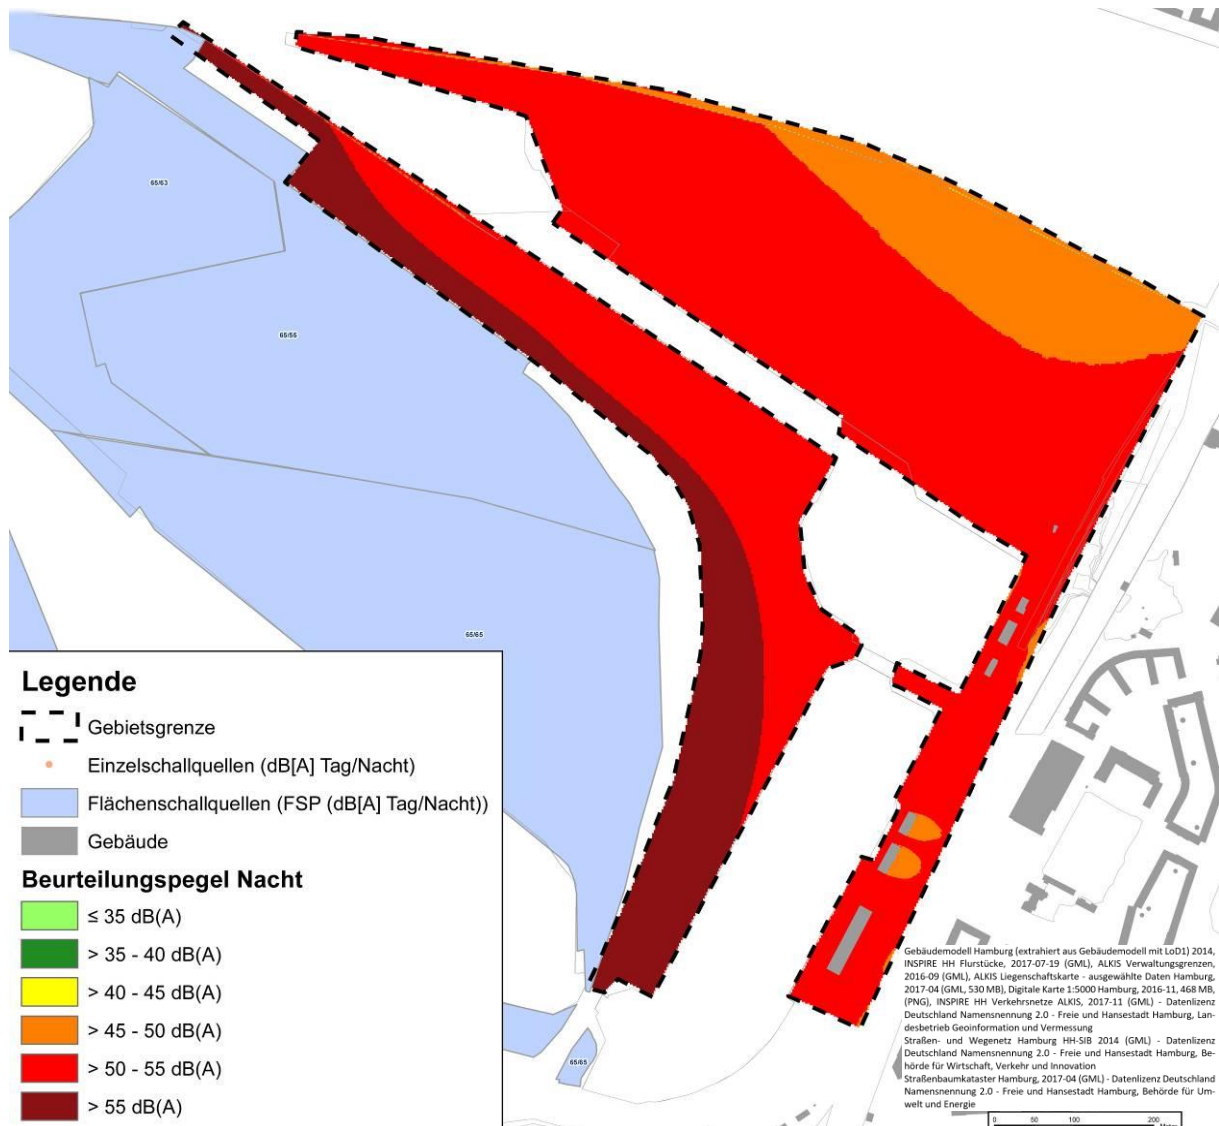 65/63
65/55
65/65
Legende
Gebietsgrenze
Einzelschallquellen (dB[A] Tag/Nacht)
Flächenschallquellen (FSP (dB[A] Tag/Nacht))
Gebäude
Beurteilungspegel Nacht
≤ 35 dB(A)
> 35 - 40 dB(A)
> 40 - 45 dB(A)
> 45 - 50 dB(A)
> 50 - 55 dB(A)
> 55 dB(A)
65/65
Gebäudemodell Hamburg (extrahiert aus Gebäudemodell mit LoD1) 2014,
INSPIRE HH Flurstücke, 2017-07-19 (GML), ALKIS Verwaltungsgrenzen,
2016-09 (GML), ALKIS Liegenschaftskarte - ausgewählte Daten Hamburg,
2017-04 (GML, 530 MB), Digitale Karte 1:5000 Hamburg, 2016-11, 468 MB,
(PNG), INSPIRE HH Verkehrsnetze ALKIS, 2017-11 (GML) - Datenlizenz
Deutschland Namensnennung 2.0 - Freie und Hansestadt Hamburg, Lan-
desbetrieb Geoinformation und Vermessung
Straßen- und Wegenetz Hamburg HH-SIB 2014 (GML) - Datenlizenz
Deutschland Namensnennung 2.0 - Freie und Hansestadt Hamburg, Be-
hörde für Wirtschaft, Verkehr und Innovation
Straßenbaumkataster Hamburg, 2017-04 (GML) - Datenlizenz Deutschland
Namensnennung 2.0 - Freie und Hansestadt Hamburg, Behörde für Um-
welt und Energie
0 50 100 200